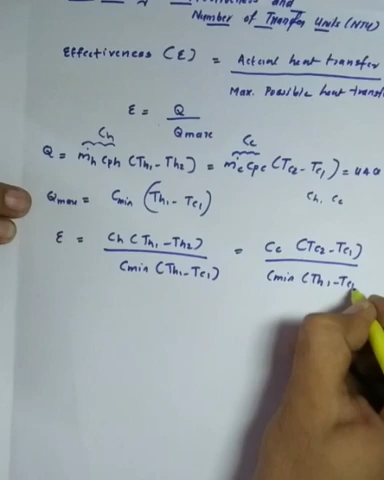 and
Number of Transfer Units (NTU)
Effectiveness (ε) = Actual heat transfer
Max. Possible heat transf
ε = Q / Qmax
Ch Cc
Q = ṁh Cph (Th1 - Th2) = ṁc Cpc (Tc2 - Tc1) = UAΘ
Ch, Cc
Qmax = Cmin (Th1 - Tc1)
ε = Ch (Th1 - Th2) = Cc (Tc2 - Tc1)
Cmin (Th1 - Tc1) Cmin (Th1 - Tc1